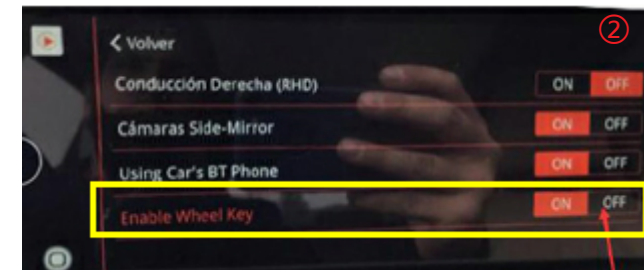 ②
Volver
Conducción Derecha (RHD) ON OFF
Cámaras Side-Mirror ON OFF
Using Car's BT Phone ON OFF
Enable Wheel Key ON OFF